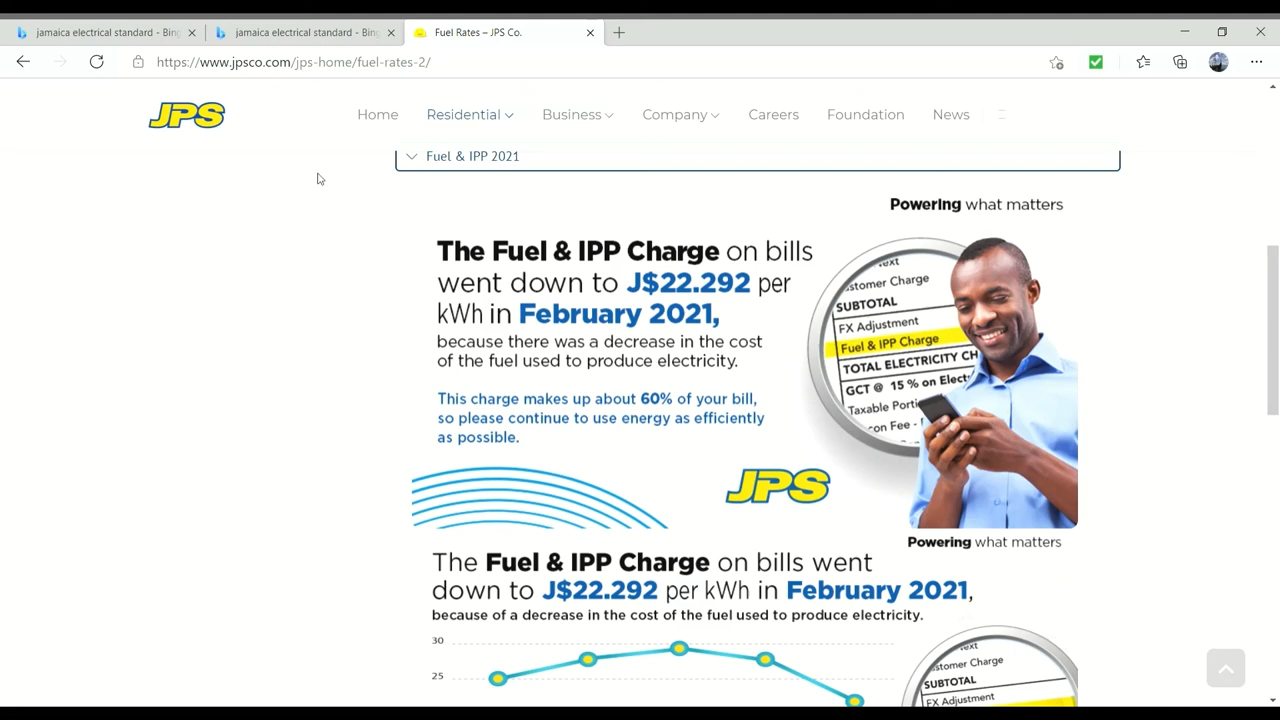 jamaica electrical standard - Bing
jamaica electrical standard - Bing
Fuel Rates – JPS Co.
https://www.jpsco.com/jps-home/fuel-rates-2/
JPS
Home
Residential
Business
Company
Careers
Foundation
News
Fuel & IPP 2021
Powering what matters
The Fuel & IPP Charge on bills
went down to J$22.292 per
kWh in February 2021,
because there was a decrease in the cost
of the fuel used to produce electricity.
This charge makes up about 60% of your bill,
so please continue to use energy as efficiently
as possible.
ext
stomer Charge
SUBTOTAL
FX Adjustment
Fuel & IPP Charge
TOTAL ELECTRICITY CH
GCT @ 15 % on Elect
Taxable Porti
con Fee -
JPS
Powering what matters
The Fuel & IPP Charge on bills went
down to J$22.292 per kWh in February 2021,
because of a decrease in the cost of the fuel used to produce electricity.
30
25
ext
stomer Charge
SUBTOTAL
FX Adjustment